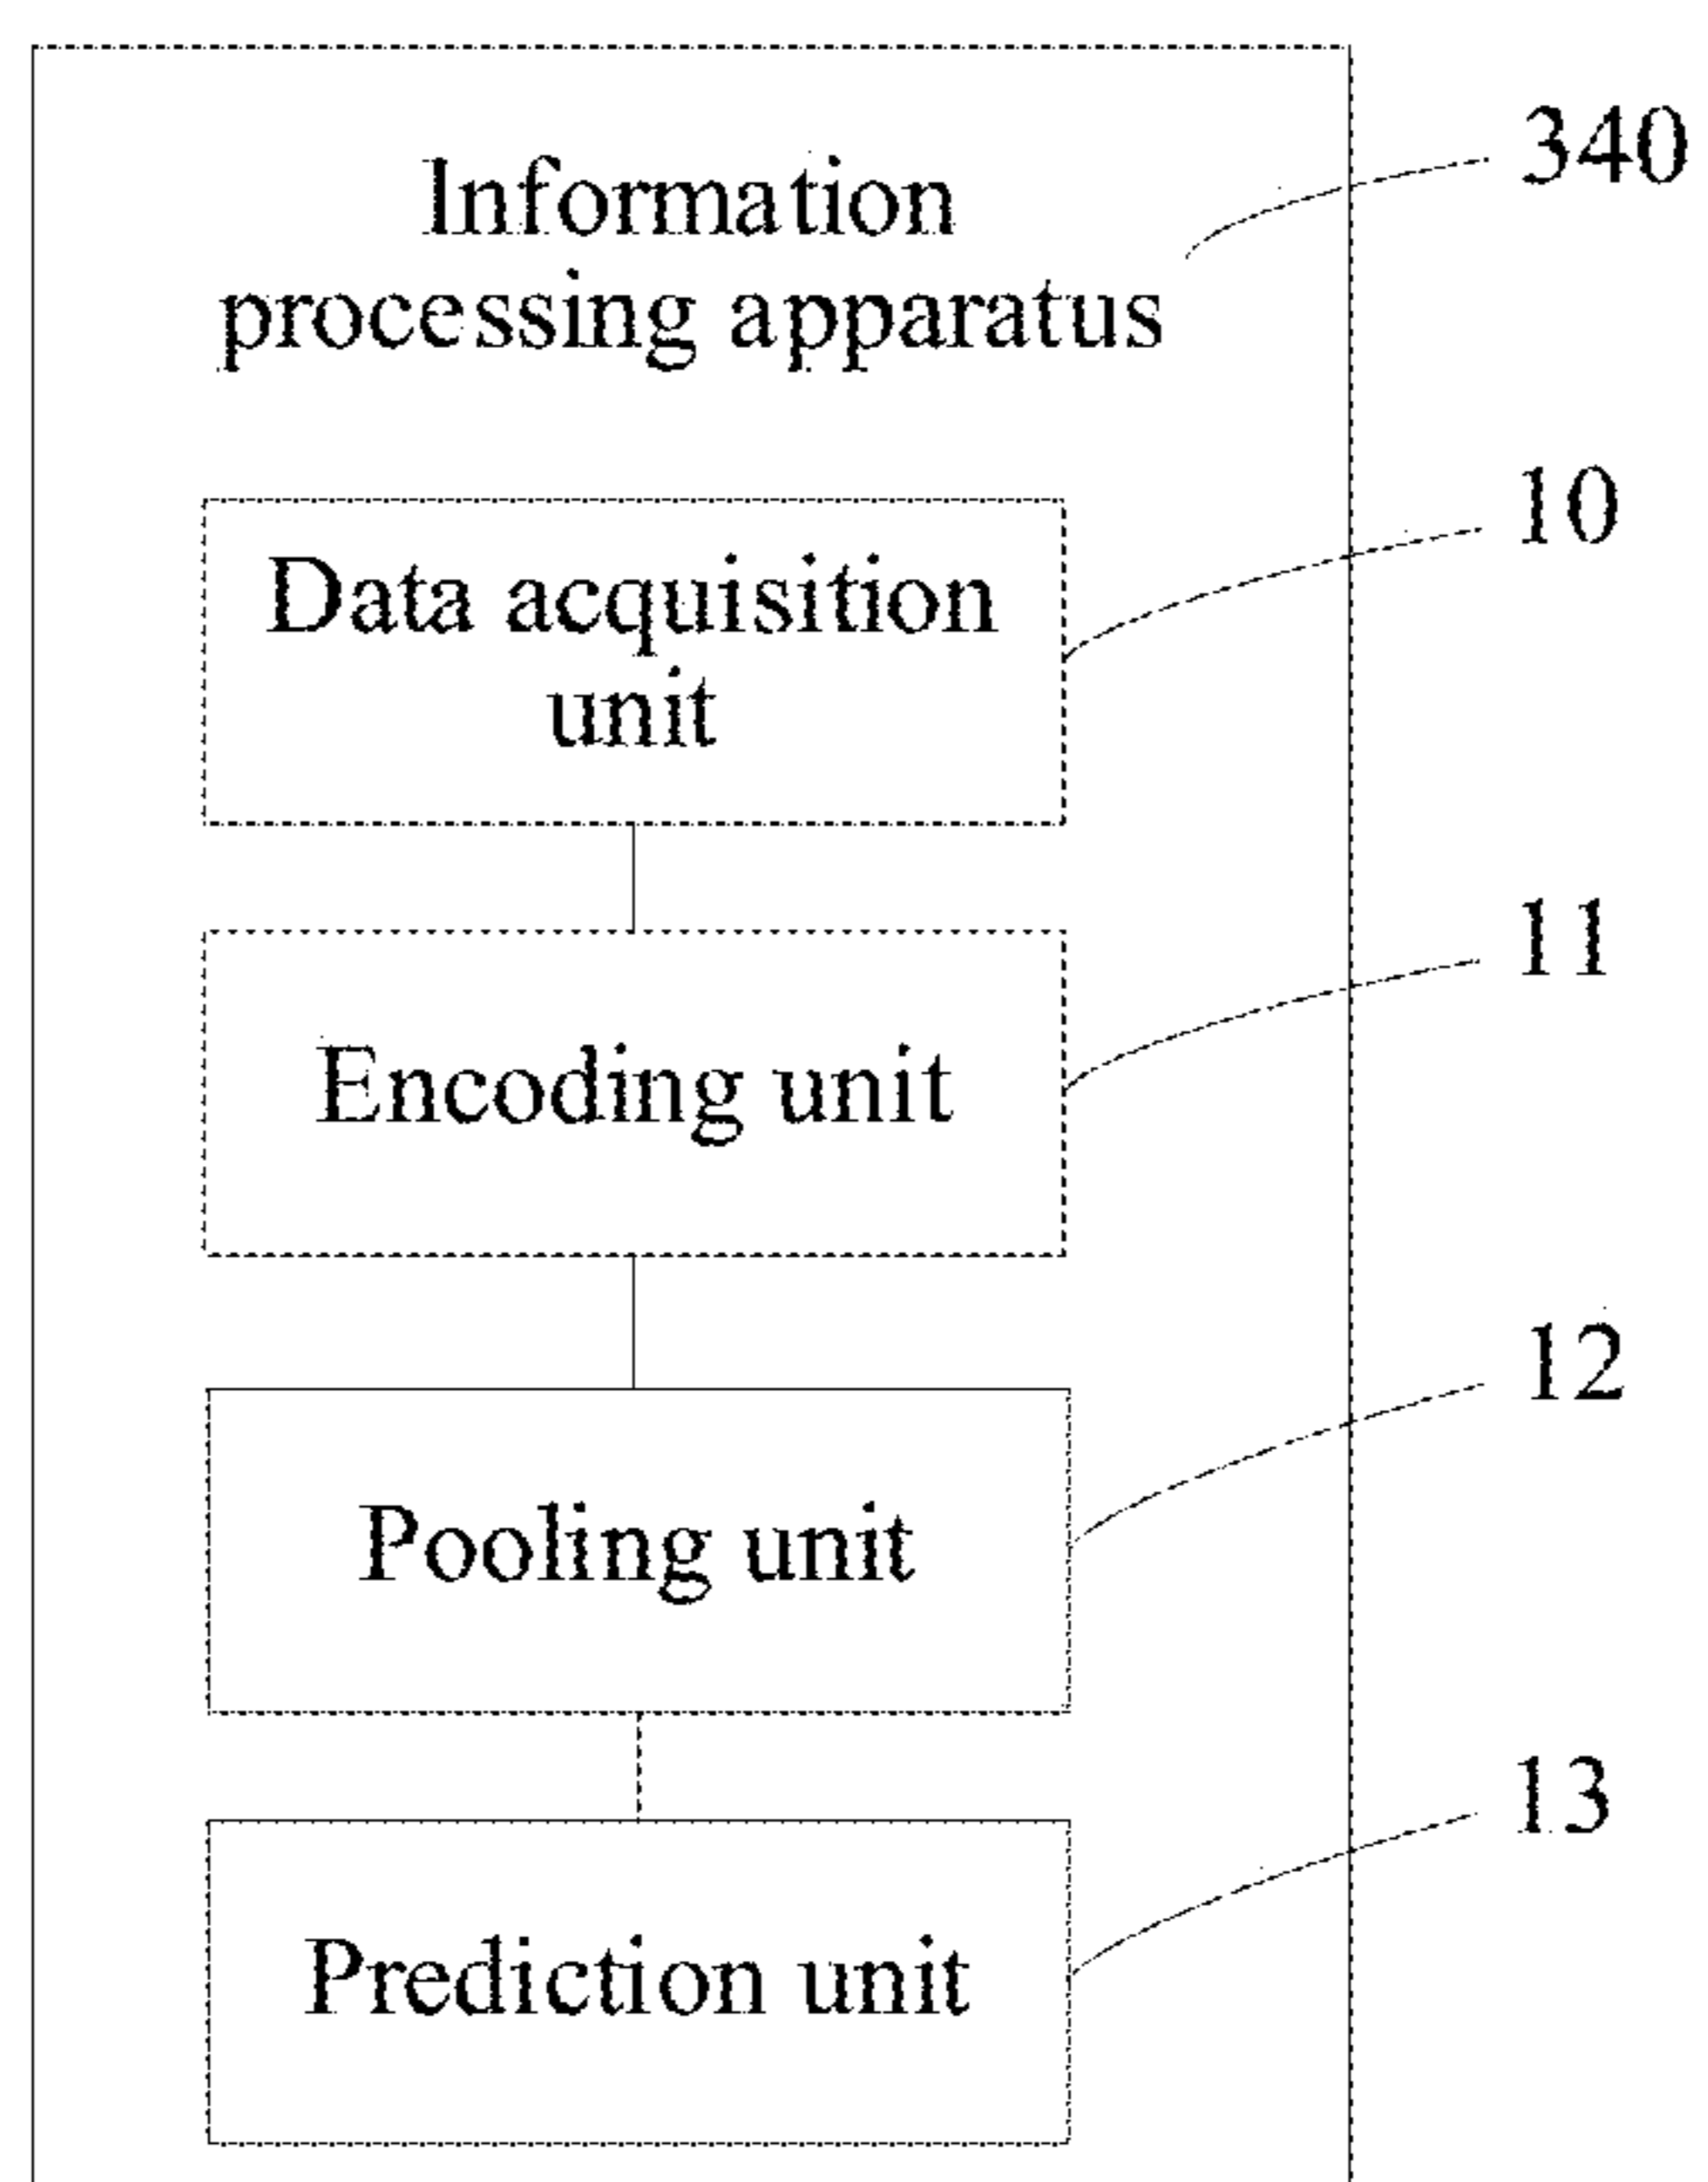 Information
processing apparatus
340
Data acquisition
unit
10
Encoding unit
11
Pooling unit
12
Prediction unit
13